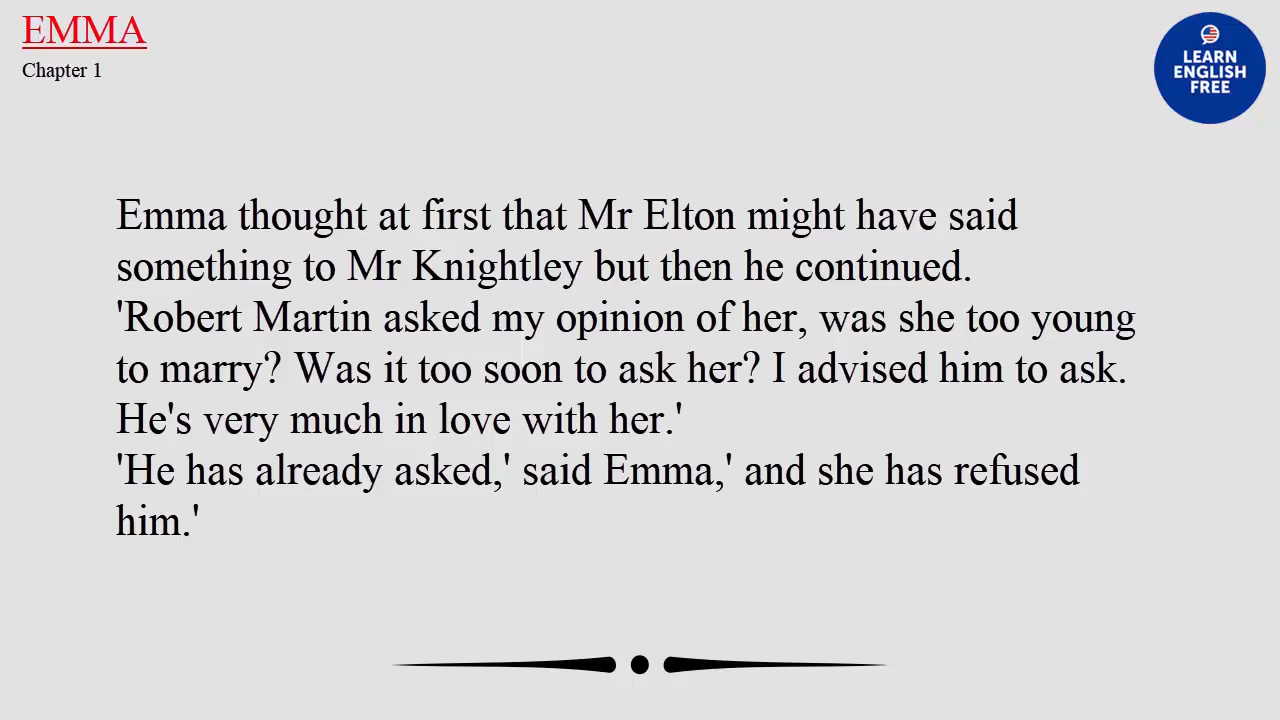 EMMA
Chapter 1
LEARN
ENGLISH
FREE
Emma thought at first that Mr Elton might have said
something to Mr Knightley but then he continued.
'Robert Martin asked my opinion of her, was she too young
to marry? Was it too soon to ask her? I advised him to ask.
He's very much in love with her.'
'He has already asked,' said Emma,' and she has refused
him.'